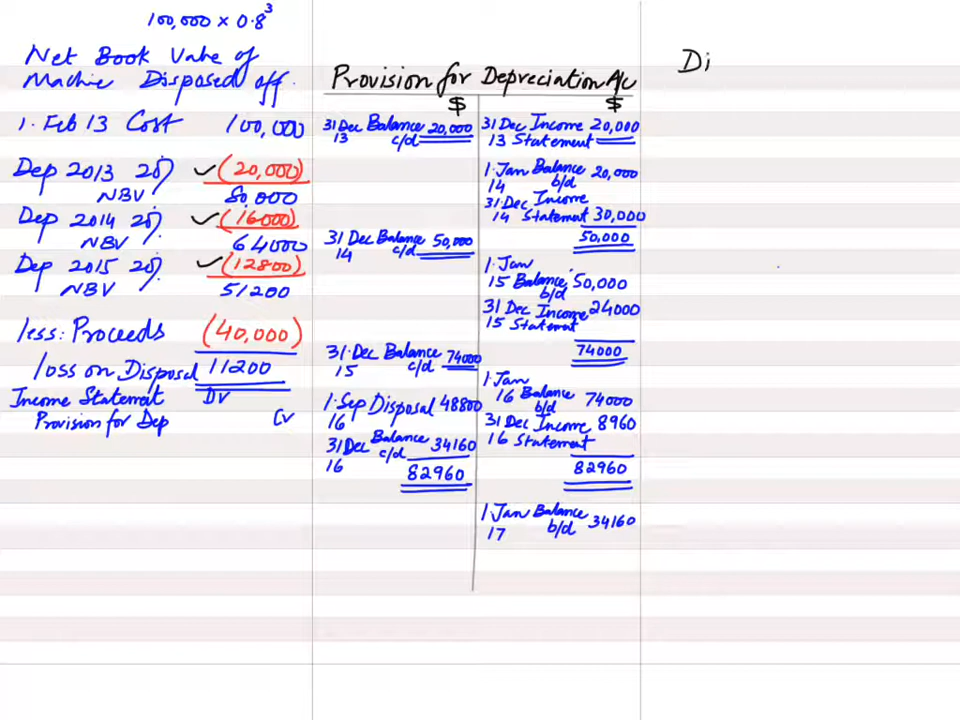 100,000 x 0.8³
Net Book Value of
Machine Disposed off.
1. Feb 13 Cost 100,000
Dep 2013 20% (20,000)
NBV 80,000
Dep 2014 20% (16000)
NBV 64000
Dep 2015 20% (12800)
NBV 51200
less: Proceeds (40,000)
loss on Disposal 11200
Income Statement Dr
Provision for Dep Cr
Provision for Depreciation A/c
$ $
31 Dec Balance 20,000
13 c/d
31 Dec Balance 50,000
14 c/d
31. Dec Balance 74000
15 c/d
1. Sep Disposal 48800
16
31 Dec Balance 34160
16 c/d
82960
31 Dec Income 20,000
13 Statement
1. Jan Balance 20,000
14 b/d
31 Dec Income
14 Statement 30,000
50,000
1. Jan
15 Balance 50,000
b/d
31 Dec Income 24000
15 Statement
74000
1. Jan
16 Balance 74000
b/d
31 Dec Income 8960
16 Statement
82960
1. Jan Balance 34160
17 b/d
Di